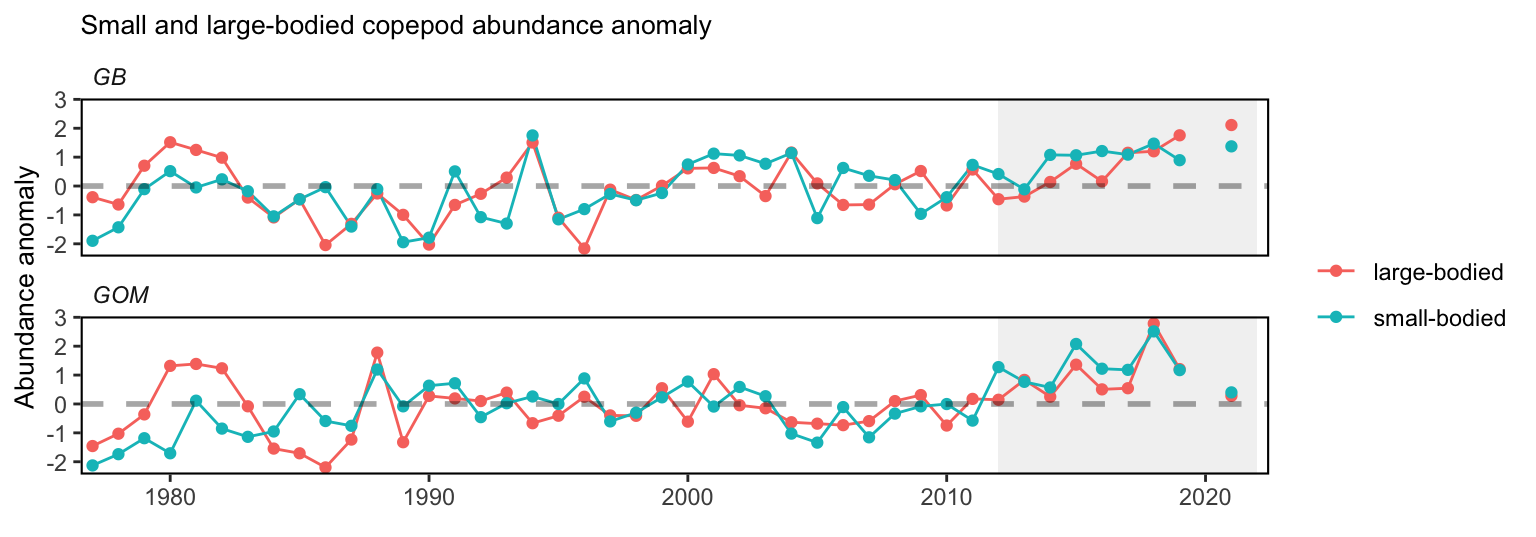 Small and large-bodied copepod abundance anomaly
GB
3
2
1
0
-1
-2
Abundance anomaly
GOM
3
2
1
0
-1
-2
1980 1990 2000 2010 2020
large-bodied
small-bodied